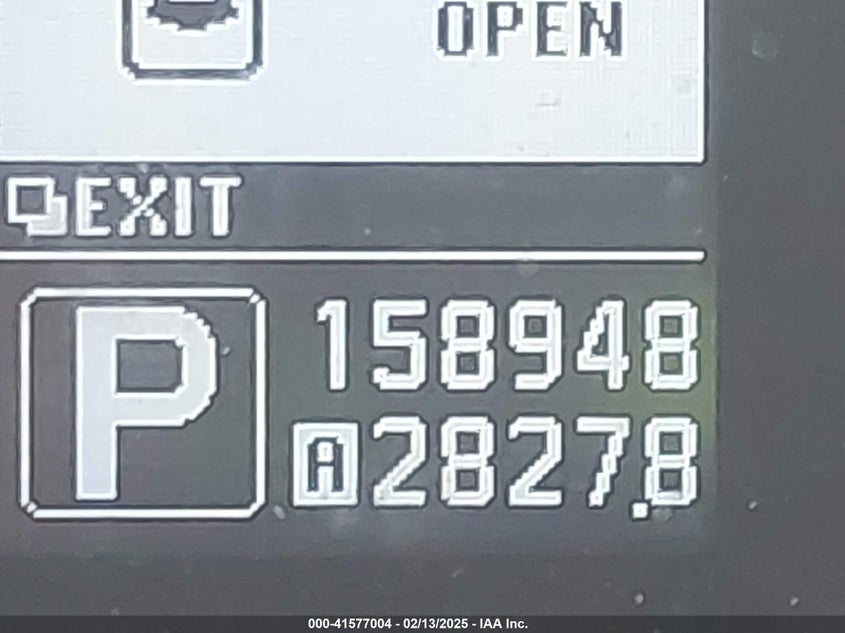 OPEN
EXIT
P
158948
A 2827.8
000-41577004 - 02/13/2025 - IAA Inc.